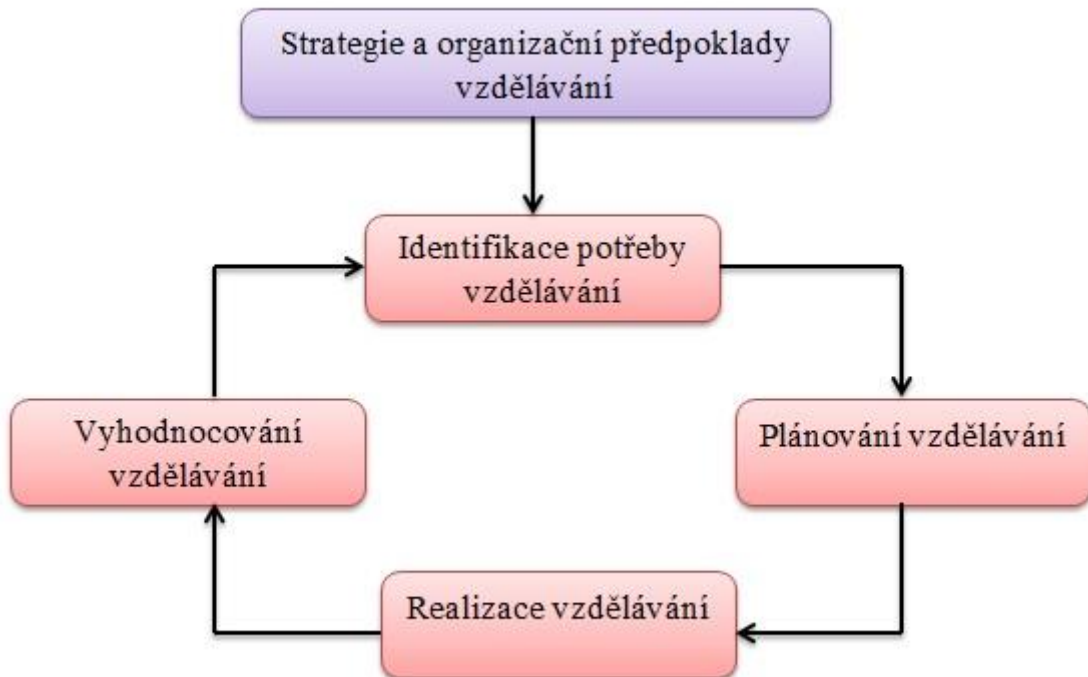 Strategie a organizační předpoklady
vzdělávání
Identifikace potřeby
vzdělávání
Vyhodnocování
vzdělávání
Plánování vzdělávání
Realizace vzdělávání